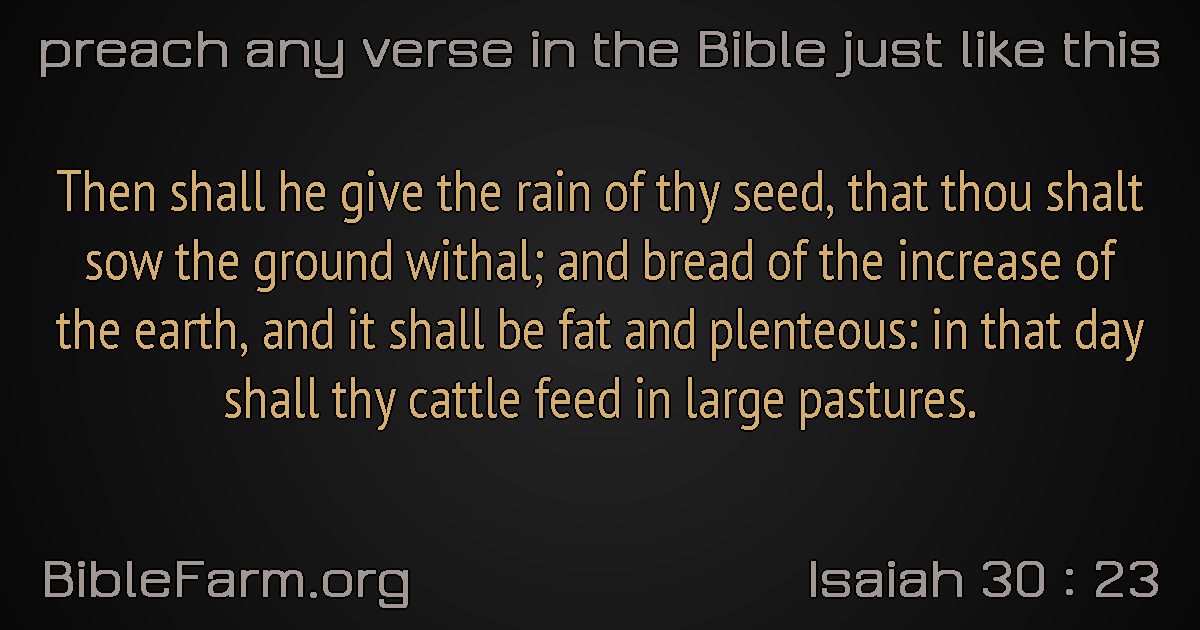 preach any verse in the Bible just like this
Then shall he give the rain of thy seed, that thou shalt
sow the ground withal; and bread of the increase of
the earth, and it shall be fat and plenteous: in that day
shall thy cattle feed in large pastures.
BibleFarm.org
Isaiah 30 : 23